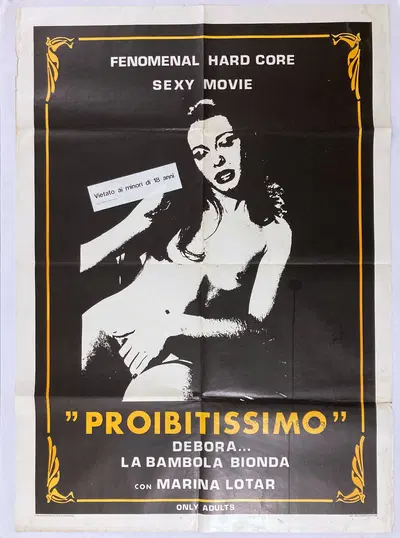 FENOMENAL HARD CORE
SEXY MOVIE
Vietato ai minori di 18 anni
"PROIBITISSIMO"
DEBORA...
LA BAMBOLA BIONDA
CON MARINA LOTAR
ONLY ADULTS